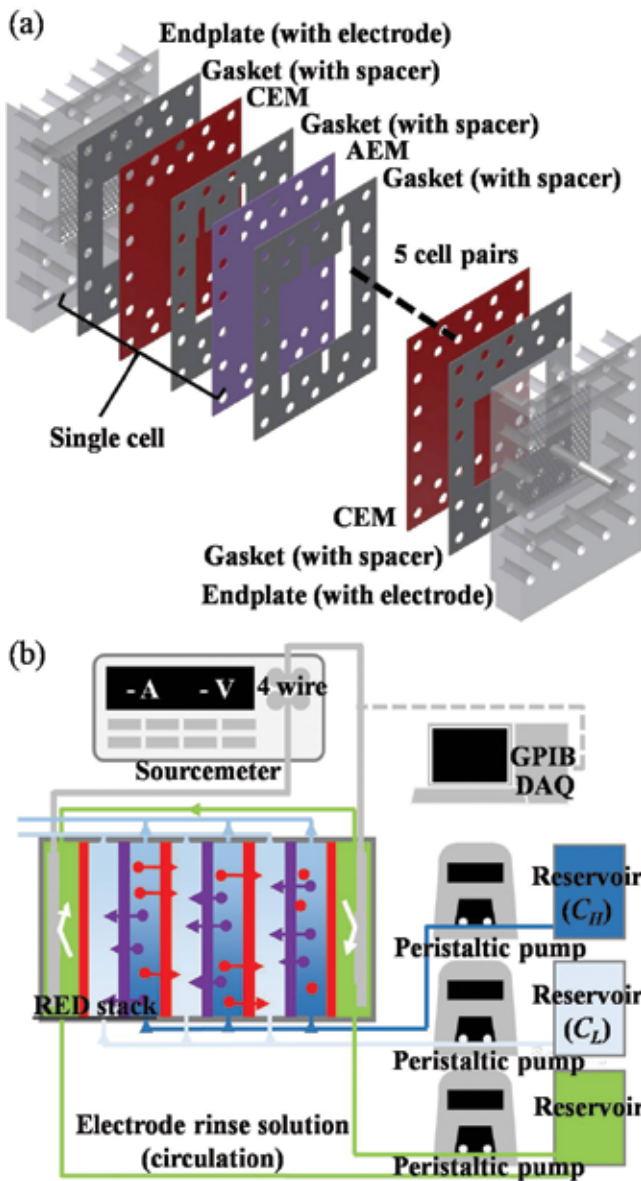 (a)
Endplate (with electrode)
Gasket (with spacer)
CEM
Gasket (with spacer)
AEM
Gasket (with spacer)
5 cell pairs
Single cell
CEM
Gasket (with spacer)
Endplate (with electrode)
(b)
- A - V
4 wire
Sourcemeter
GPIB
DAQ
Reservoir
(C_H)
Peristaltic pump
RED stack
Reservoir
(C_L)
Peristaltic pump
Reservoir
Electrode rinse solution
(circulation)
Peristaltic pump